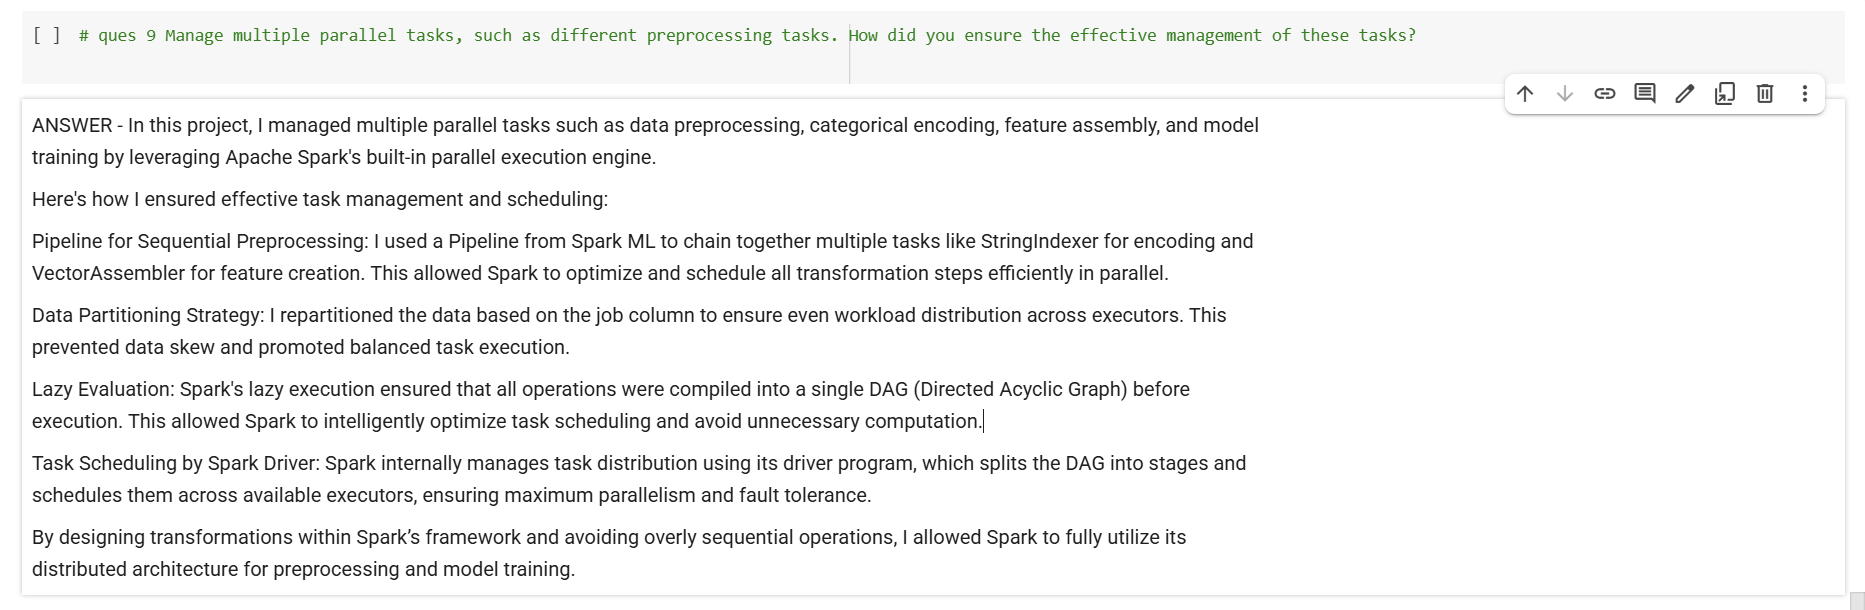 [ ] # ques 9 Manage multiple parallel tasks, such as different preprocessing tasks. How did you ensure the effective management of these tasks?
ANSWER - In this project, I managed multiple parallel tasks such as data preprocessing, categorical encoding, feature assembly, and model
training by leveraging Apache Spark's built-in parallel execution engine.
Here's how I ensured effective task management and scheduling:
Pipeline for Sequential Preprocessing: I used a Pipeline from Spark ML to chain together multiple tasks like StringIndexer for encoding and
VectorAssembler for feature creation. This allowed Spark to optimize and schedule all transformation steps efficiently in parallel.
Data Partitioning Strategy: I repartitioned the data based on the job column to ensure even workload distribution across executors. This
prevented data skew and promoted balanced task execution.
Lazy Evaluation: Spark's lazy execution ensured that all operations were compiled into a single DAG (Directed Acyclic Graph) before
execution. This allowed Spark to intelligently optimize task scheduling and avoid unnecessary computation.
Task Scheduling by Spark Driver: Spark internally manages task distribution using its driver program, which splits the DAG into stages and
schedules them across available executors, ensuring maximum parallelism and fault tolerance.
By designing transformations within Spark’s framework and avoiding overly sequential operations, I allowed Spark to fully utilize its
distributed architecture for preprocessing and model training.